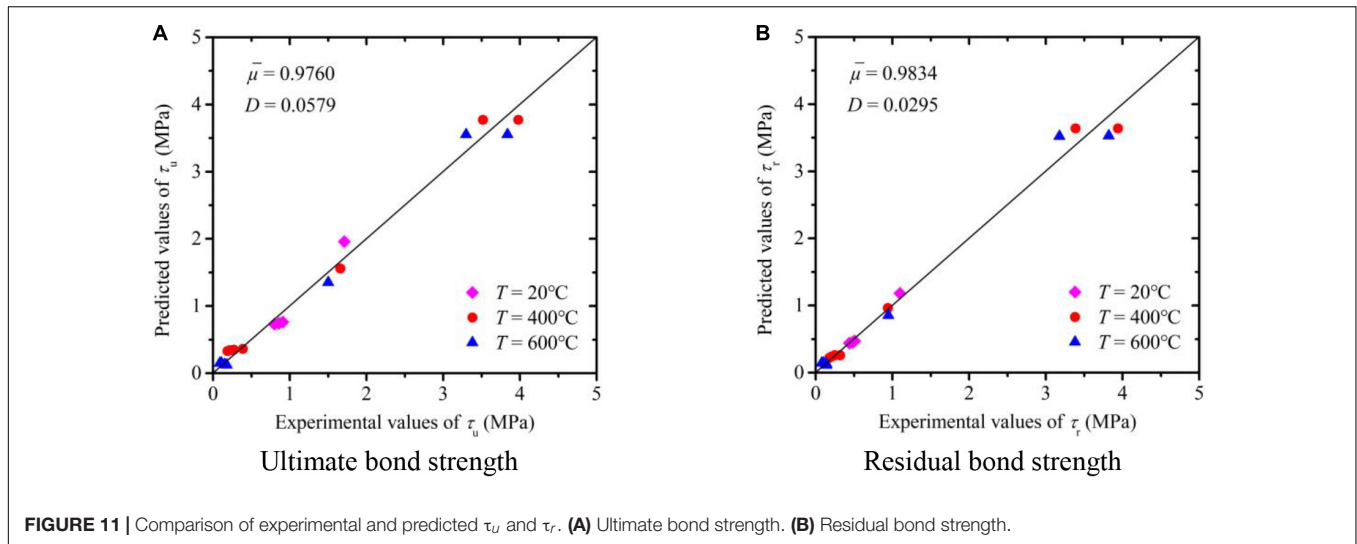 A
Predicted values of τu (MPa)
5
4
3
2
1
0
μ̄ = 0.9760
D = 0.0579
T = 20°C
T = 400°C
T = 600°C
0 1 2 3 4 5
Experimental values of τu (MPa)
Ultimate bond strength
B
Predicted values of τr (MPa)
5
4
3
2
1
0
μ̄ = 0.9834
D = 0.0295
T = 20°C
T = 400°C
T = 600°C
0 1 2 3 4 5
Experimental values of τr (MPa)
Residual bond strength
FIGURE 11 | Comparison of experimental and predicted τu and τr. (A) Ultimate bond strength. (B) Residual bond strength.